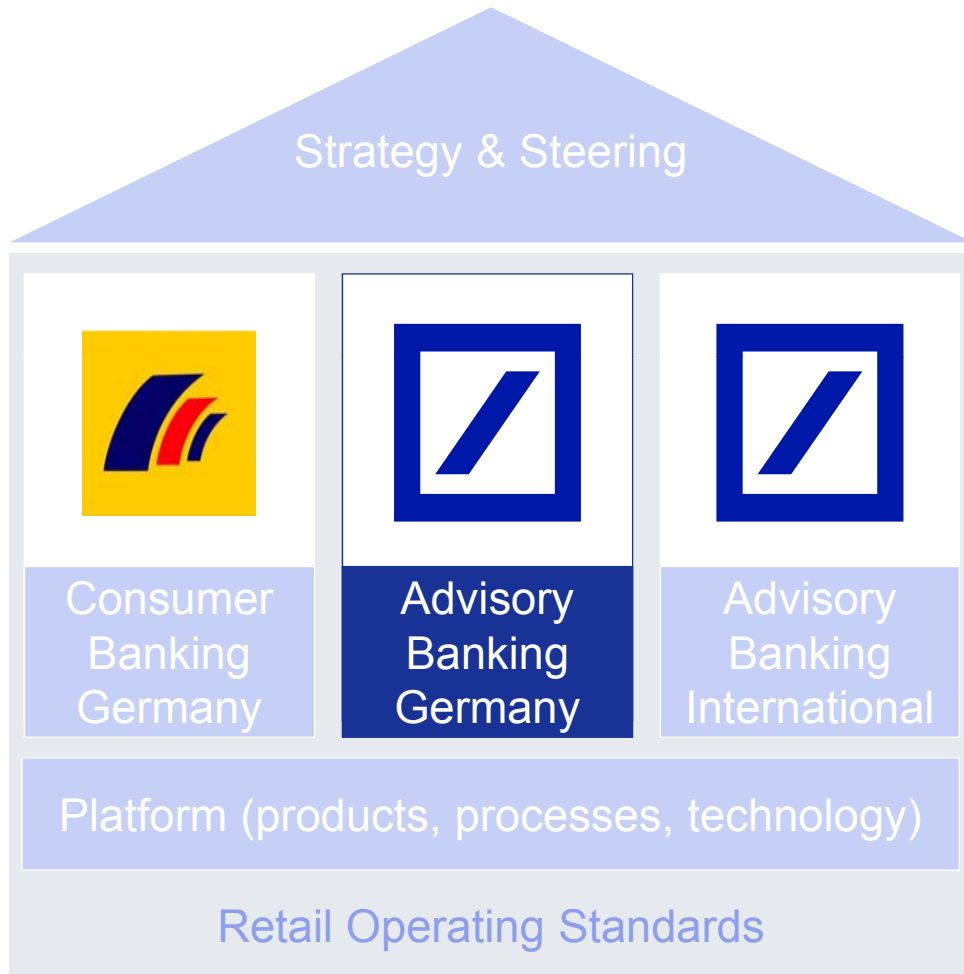 Strategy & Steering
Consumer
Banking
Germany
Advisory
Banking
Germany
Advisory
Banking
International
Platform (products, processes, technology)
Retail Operating Standards